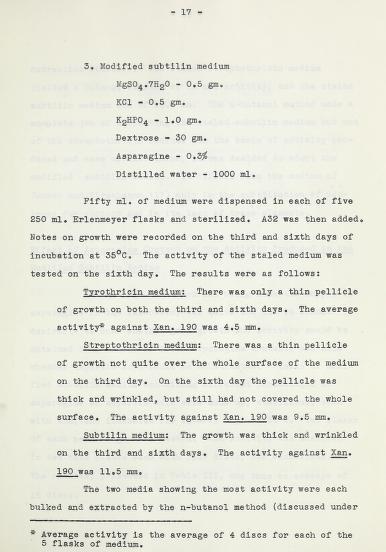 - 17 -
3. Modified subtilin medium
MgSO4.7H2O - 0.5 gm.
KCl - 0.5 gm.
K2HPO4 - 1.0 gm.
Dextrose - 30 gm.
Asparagine - 0.3%
Distilled water - 1000 ml.
Fifty ml. of medium were dispensed in each of five
250 ml. Erlenmeyer flasks and sterilized. A32 was then added.
Notes on growth were recorded on the third and sixth days of
incubation at 35°C. The activity of the staled medium was
tested on the sixth day. The results were as follows:
Tyrothricin medium: There was only a thin pellicle
of growth on both the third and sixth days. The average
activity* against Xan. 190 was 4.5 mm.
Streptothricin medium: There was a thin pellicle
of growth not quite over the whole surface of the medium
on the third day. On the sixth day the pellicle was
thick and wrinkled, but still had not covered the whole
surface. The activity against Xan. 190 was 9.5 mm.
Subtilin medium: The growth was thick and wrinkled
on the third and sixth days. The activity against Xan.
190 was 11.5 mm.
The two media showing the most activity were each
bulked and extracted by the n-butanol method (discussed under
* Average activity is the average of 4 discs for each of the
5 flasks of medium.